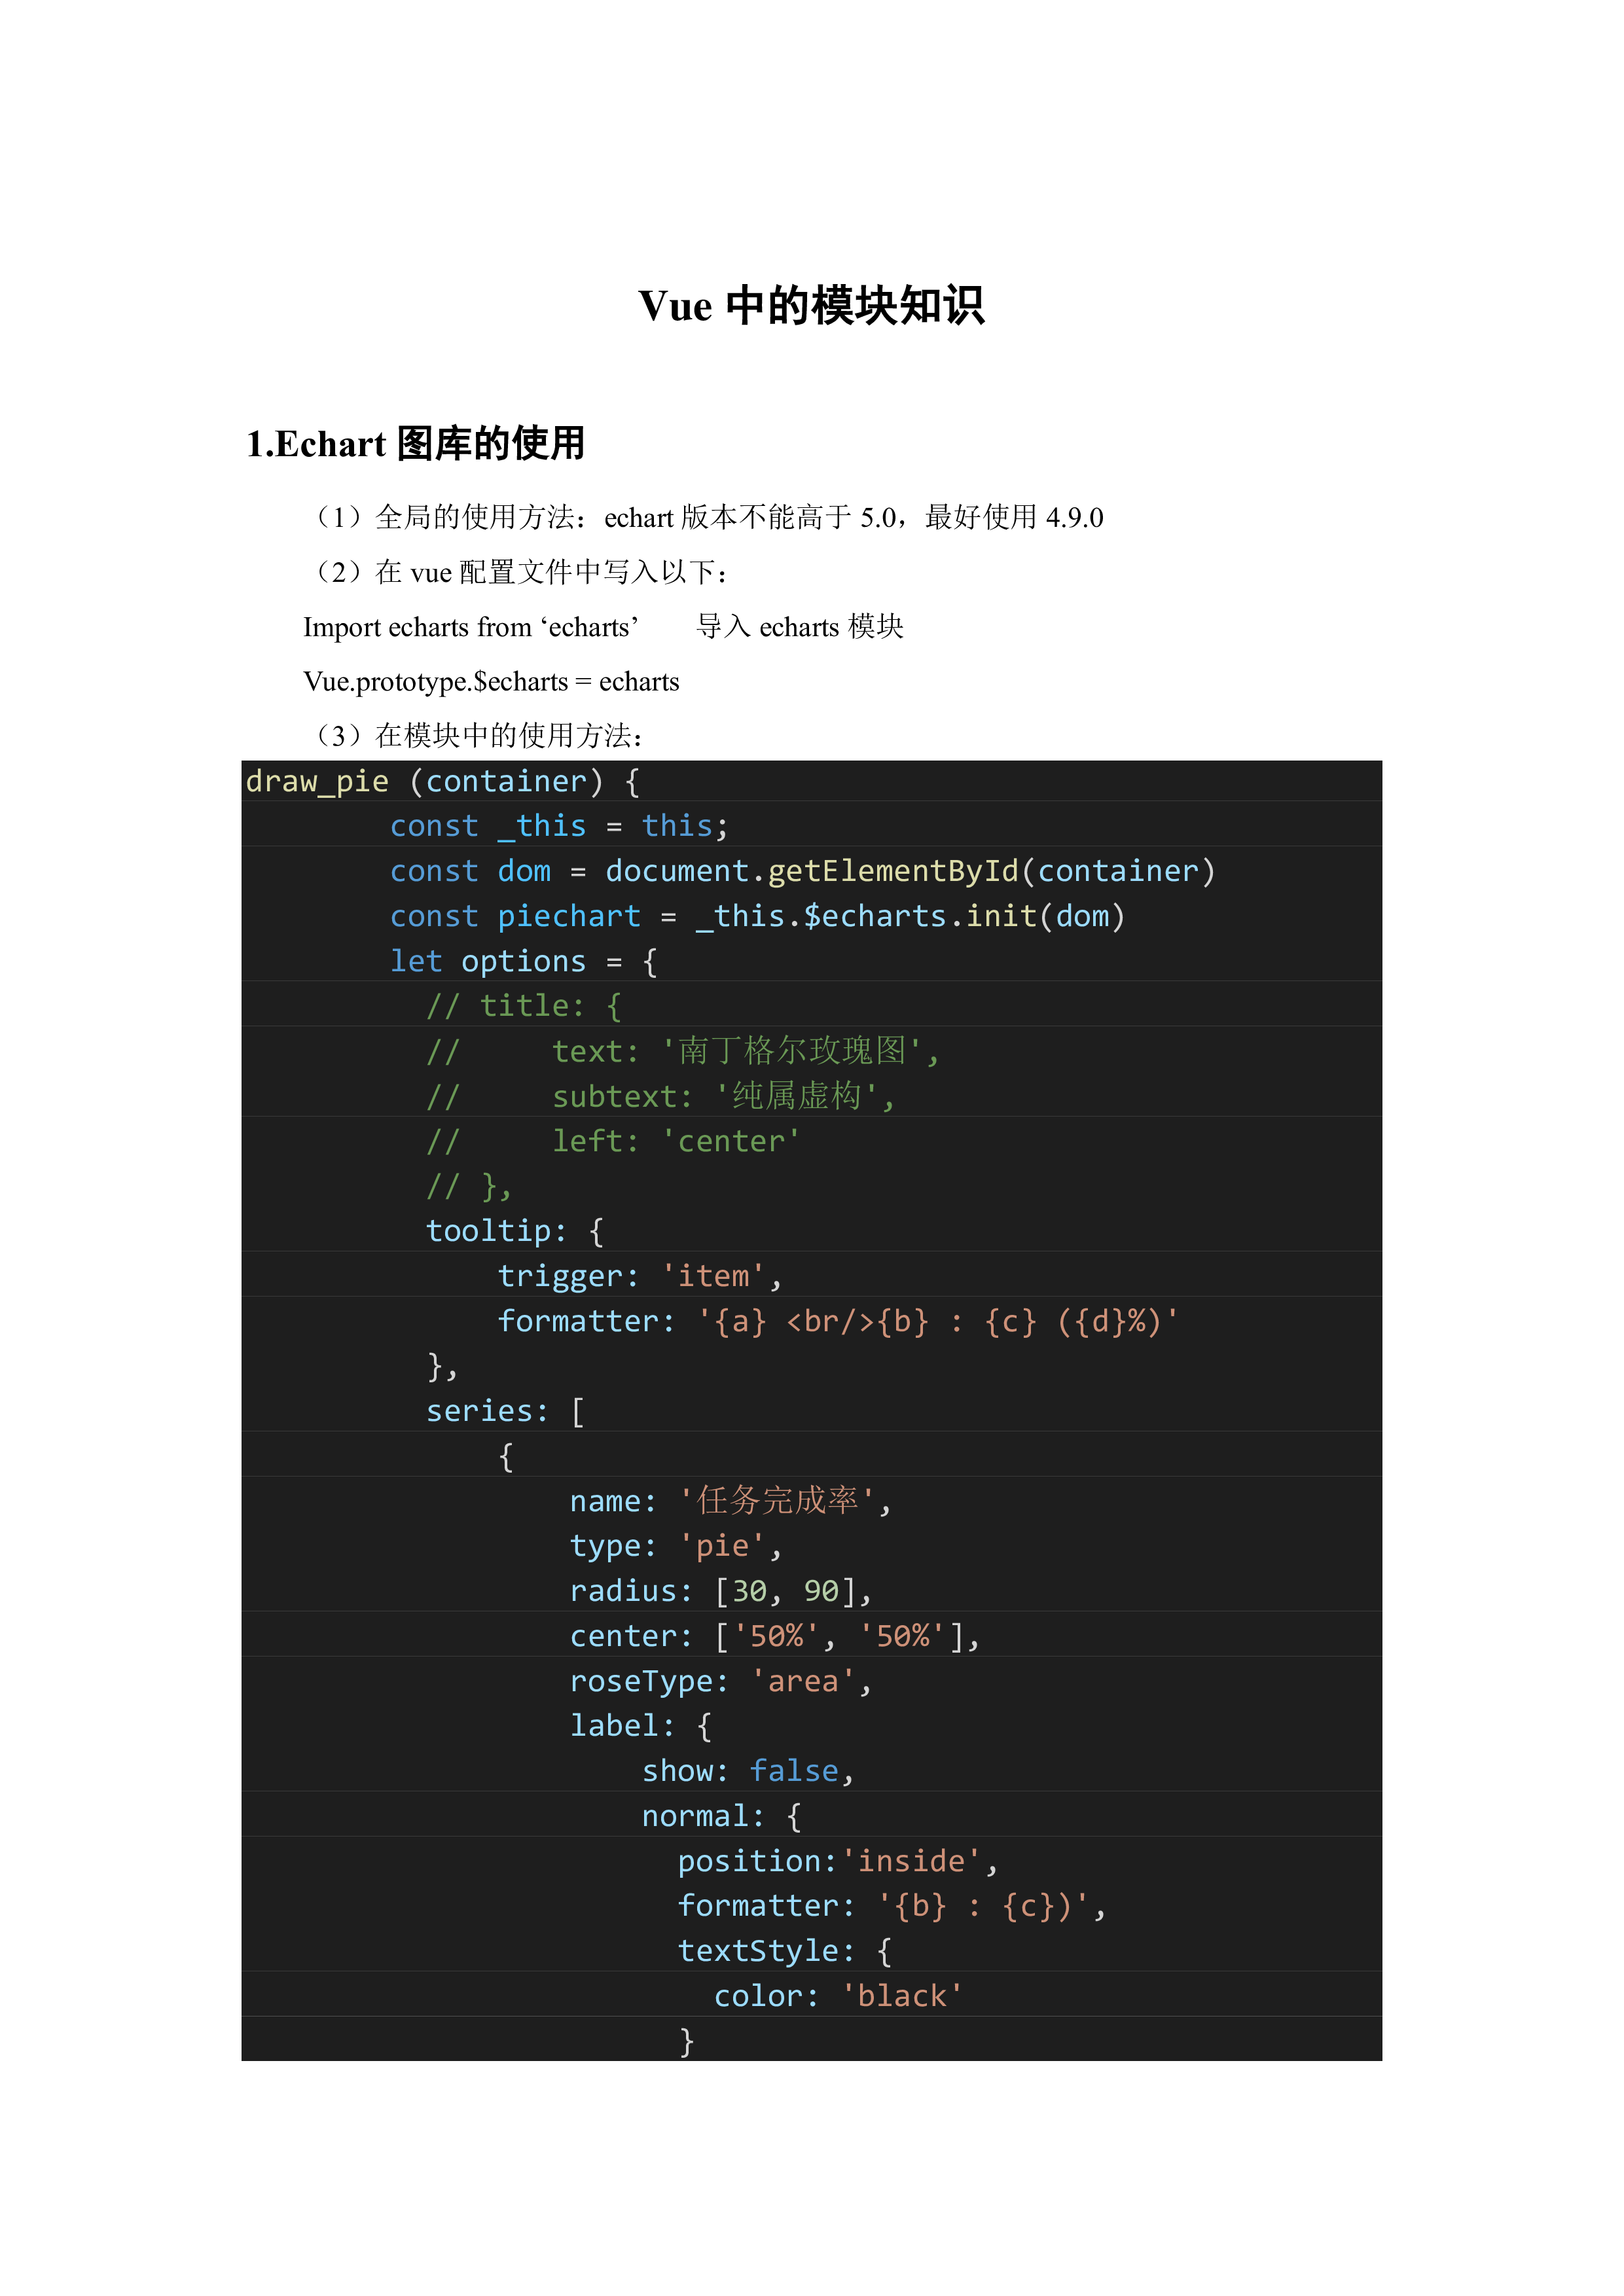 Vue 中的模块知识
1.Echart 图库的使用
（1）全局的使用方法：echart 版本不能高于 5.0，最好使用 4.9.0
（2）在 vue 配置文件中写入以下：
Import echarts from ‘echarts’  导入 echarts 模块
Vue.prototype.$echarts = echarts
（3）在模块中的使用方法：
draw_pie (container) {
        const _this = this;
        const dom = document.getElementById(container)
        const piechart = _this.$echarts.init(dom)
        let options = {
          // title: {
          //     text: '南丁格尔玫瑰图',
          //     subtext: '纯属虚构',
          //     left: 'center'
          // },
          tooltip: {
              trigger: 'item',
              formatter: '{a} <br/>{b} : {c} ({d}%)'
          },
          series: [
              {
                  name: '任务完成率',
                  type: 'pie',
                  radius: [30, 90],
                  center: ['50%', '50%'],
                  roseType: 'area',
                  label: {
                      show: false,
                      normal: {
                        position:'inside',
                        formatter: '{b} : {c})',
                        textStyle: {
                          color: 'black'
                        }